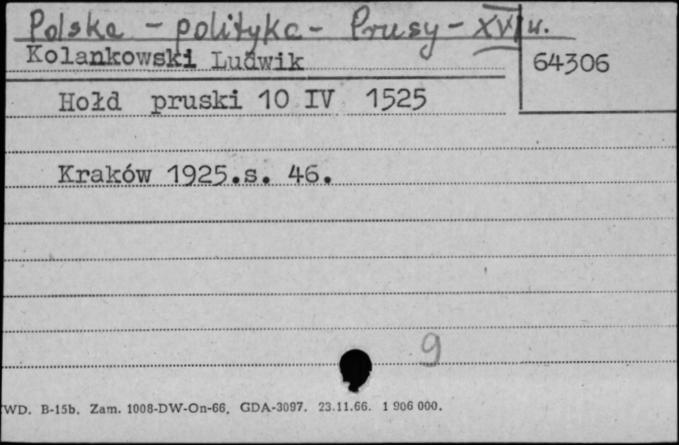 Polska - polityka - Prusy - XVI w.
Kolankowski Ludwik
64306
Hołd pruski 10 IV 1525
Kraków 1925.s. 46.
9
WD. B-15b. Zam. 1008-DW-On-66. GDA-3097. 23.11.66. 1 906 000.